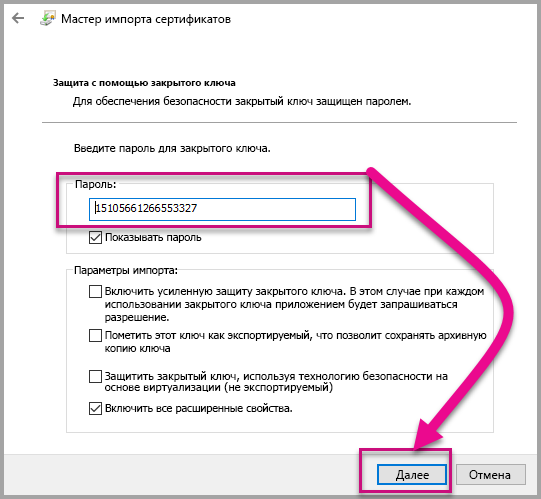 Мастер импорта сертификатов
Защита с помощью закрытого ключа
Для обеспечения безопасности закрытый ключ защищен паролем.
Введите пароль для закрытого ключа.
Пароль:
15105661266553327
Показывать пароль
Параметры импорта:
Включить усиленную защиту закрытого ключа. В этом случае при каждом
использовании закрытого ключа приложением будет запрашиваться
разрешение.
Пометить этот ключ как экспортируемый, что позволит сохранять архивную
копию ключа
Защитить закрытый ключ, используя технологию безопасности на
основе виртуализации (не экспортируемый)
Включить все расширенные свойства.
Далее
Отмена